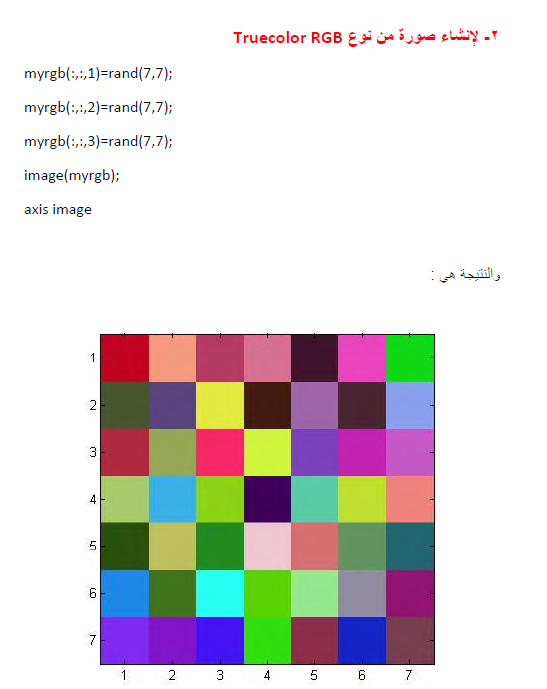 ٢- لإنشاء صورة من نوع Truecolor RGB
myrgb(:,:,1)=rand(7,7);
myrgb(:,:,2)=rand(7,7);
myrgb(:,:,3)=rand(7,7);
image(myrgb);
axis image
والنتيجة هي :
1
2
3
4
5
6
7
1 2 3 4 5 6 7